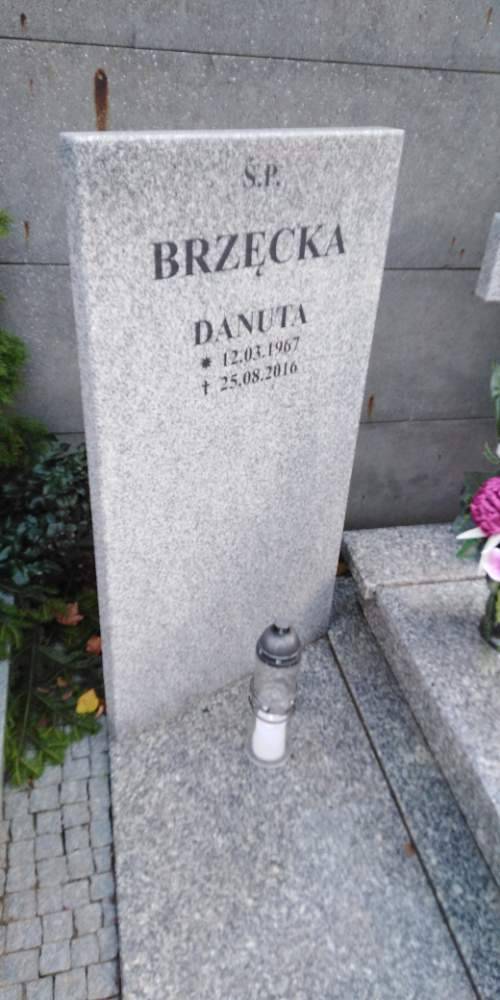 Ś.P.
BRZĘCKA
DANUTA
* 12.03.1967
† 25.08.2016